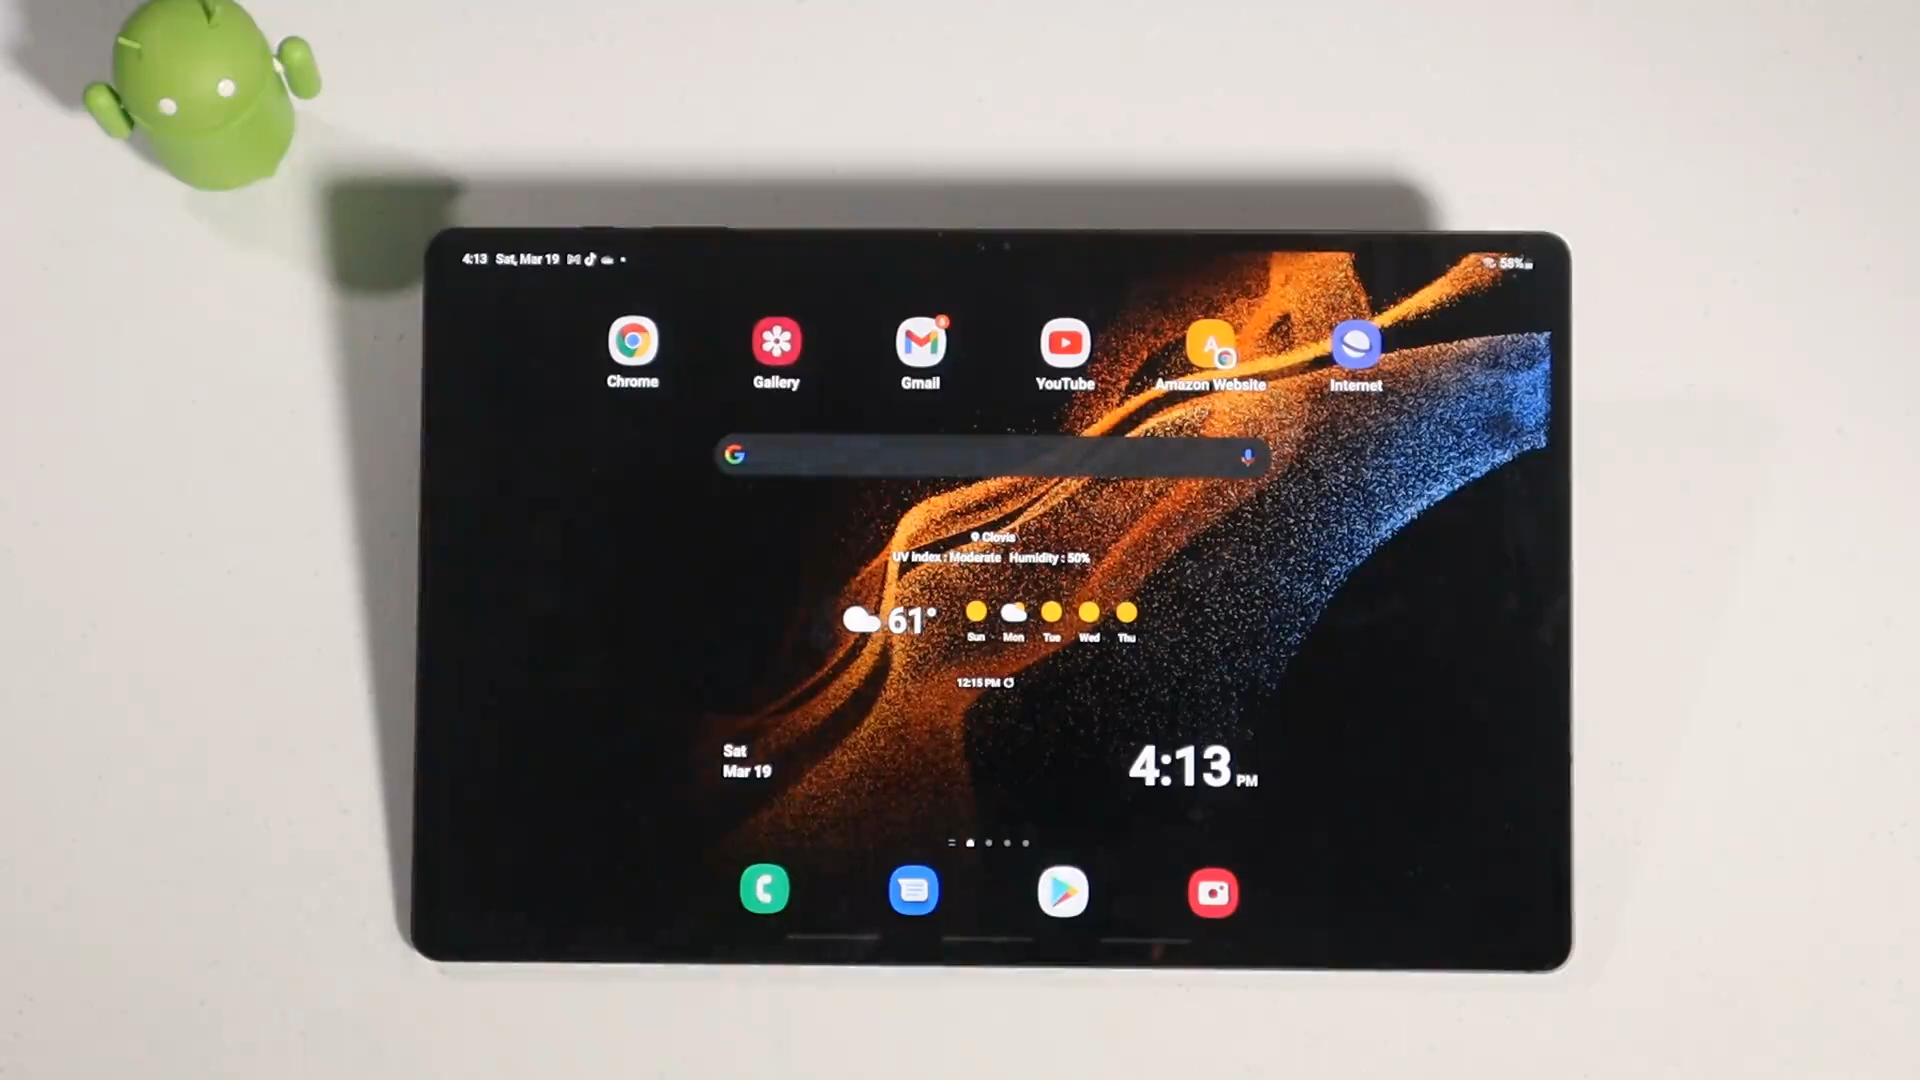 4:13 Sat, Mar 19
58%
Chrome
Gallery
Gmail
YouTube
Amazon Website
Internet
A
G
Clovis
UV Index : Moderate Humidity : 50%
61°
Sun Mon Tue Wed Thu
12:15 PM
Sat
Mar 19
4:13 PM